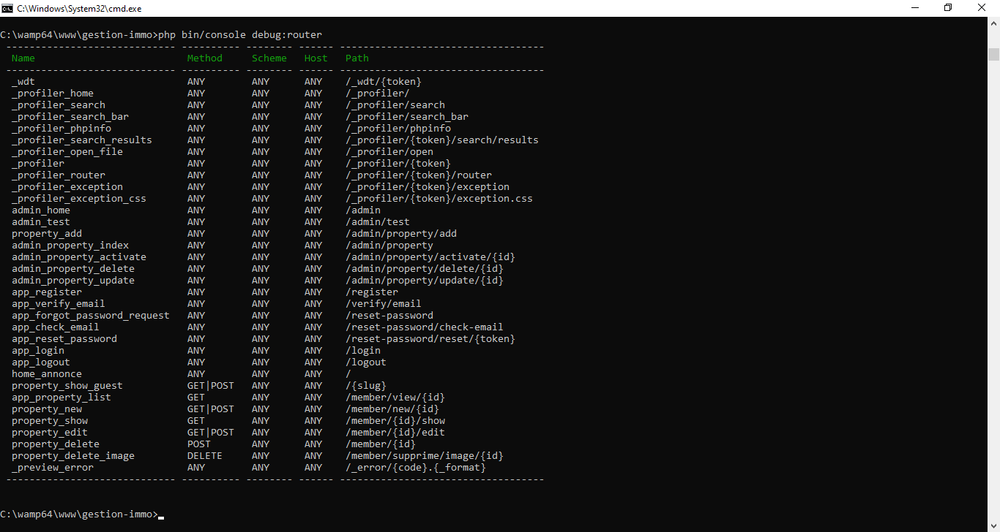 C:\Windows\System32\cmd.exe
C:\wamp64\www\gestion-immo>php bin/console debug:router
----------------------------- ---------- -------- ------ -----------------------------------
Name Method Scheme Host Path
----------------------------- ---------- -------- ------ -----------------------------------
_wdt ANY ANY ANY /_wdt/{token}
_profiler_home ANY ANY ANY /_profiler/
_profiler_search ANY ANY ANY /_profiler/search
_profiler_search_bar ANY ANY ANY /_profiler/search_bar
_profiler_phpinfo ANY ANY ANY /_profiler/phpinfo
_profiler_search_results ANY ANY ANY /_profiler/{token}/search/results
_profiler_open_file ANY ANY ANY /_profiler/open
_profiler ANY ANY ANY /_profiler/{token}
_profiler_router ANY ANY ANY /_profiler/{token}/router
_profiler_exception ANY ANY ANY /_profiler/{token}/exception
_profiler_exception_css ANY ANY ANY /_profiler/{token}/exception.css
admin_home ANY ANY ANY /admin
admin_test ANY ANY ANY /admin/test
property_add ANY ANY ANY /admin/property/add
admin_property_index ANY ANY ANY /admin/property
admin_property_activate ANY ANY ANY /admin/property/activate/{id}
admin_property_delete ANY ANY ANY /admin/property/delete/{id}
admin_property_update ANY ANY ANY /admin/property/update/{id}
app_register ANY ANY ANY /register
app_verify_email ANY ANY ANY /verify/email
app_forgot_password_request ANY ANY ANY /reset-password
app_check_email ANY ANY ANY /reset-password/check-email
app_reset_password ANY ANY ANY /reset-password/reset/{token}
app_login ANY ANY ANY /login
app_logout ANY ANY ANY /logout
home_annonce ANY ANY ANY /
property_show_guest GET|POST ANY ANY /{slug}
app_property_list GET ANY ANY /member/view/{id}
property_new GET|POST ANY ANY /member/new/{id}
property_show GET ANY ANY /member/{id}/show
property_edit GET|POST ANY ANY /member/{id}/edit
property_delete POST ANY ANY /member/{id}
property_delete_image DELETE ANY ANY /member/supprime/image/{id}
_preview_error ANY ANY ANY /_error/{code}.{_format}
----------------------------- ---------- -------- ------ -----------------------------------
C:\wamp64\www\gestion-immo>